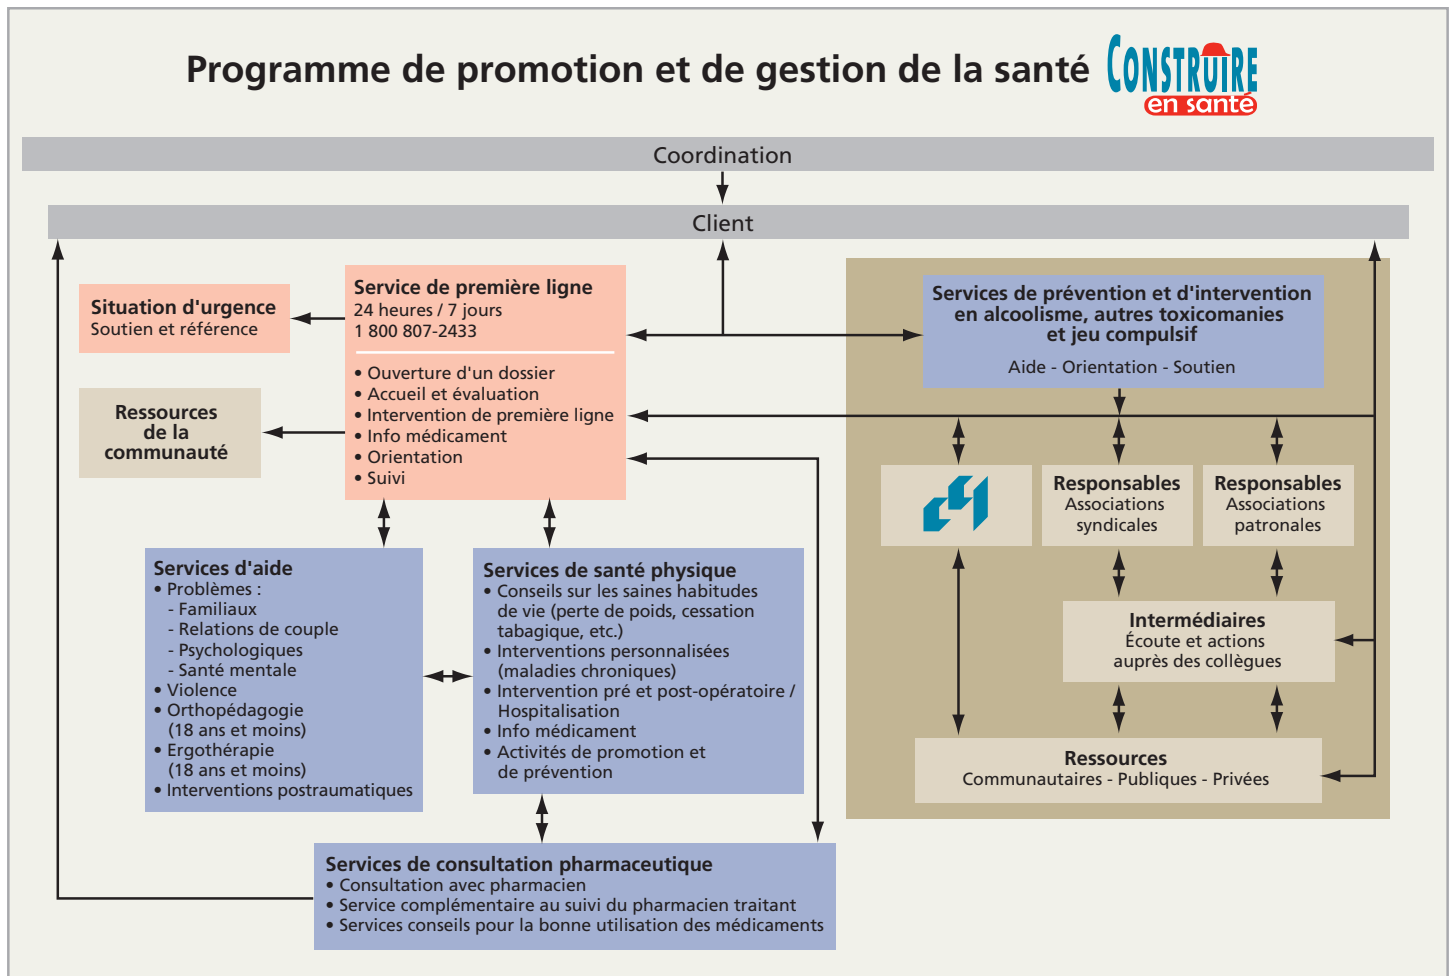 Programme de promotion et de gestion de la santé
CONSTRUIRE
en santé
Coordination
Client
Situation d'urgence
Soutien et référence
Ressources
de la
communauté
Service de première ligne
24 heures / 7 jours
1 800 807-2433
• Ouverture d'un dossier
• Accueil et évaluation
• Intervention de première ligne
• Info médicament
• Orientation
• Suivi
Services de prévention et d'intervention
en alcoolisme, autres toxicomanies
et jeu compulsif
Aide - Orientation - Soutien
Responsables
Associations
syndicales
Responsables
Associations
patronales
Intermédiaires
Écoute et actions
auprès des collègues
Ressources
Communautaires - Publiques - Privées
Services d'aide
• Problèmes :
- Familiaux
- Relations de couple
- Psychologiques
- Santé mentale
• Violence
• Orthopédagogie
(18 ans et moins)
• Ergothérapie
(18 ans et moins)
• Interventions postraumatiques
Services de santé physique
• Conseils sur les saines habitudes
de vie (perte de poids, cessation
tabagique, etc.)
• Interventions personnalisées
(maladies chroniques)
• Intervention pré et post-opératoire /
Hospitalisation
• Info médicament
• Activités de promotion et
de prévention
Services de consultation pharmaceutique
• Consultation avec pharmacien
• Service complémentaire au suivi du pharmacien traitant
• Services conseils pour la bonne utilisation des médicaments